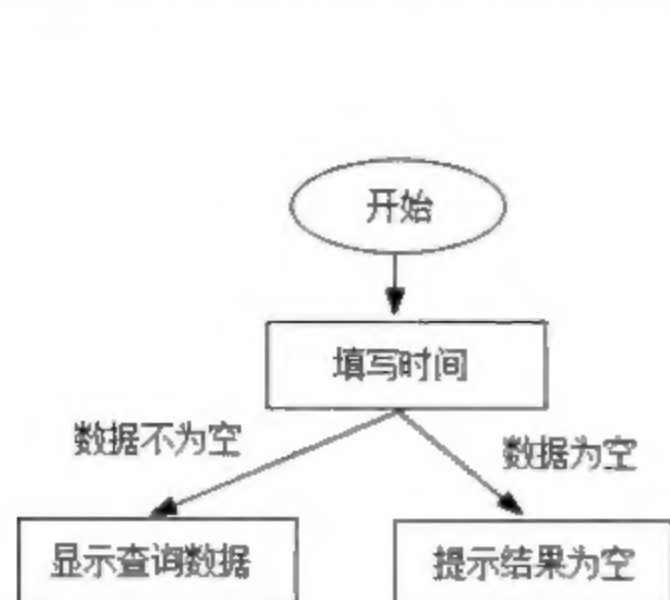 开始
填写时间
数据不为空
数据为空
显示查询数据
提示结果为空